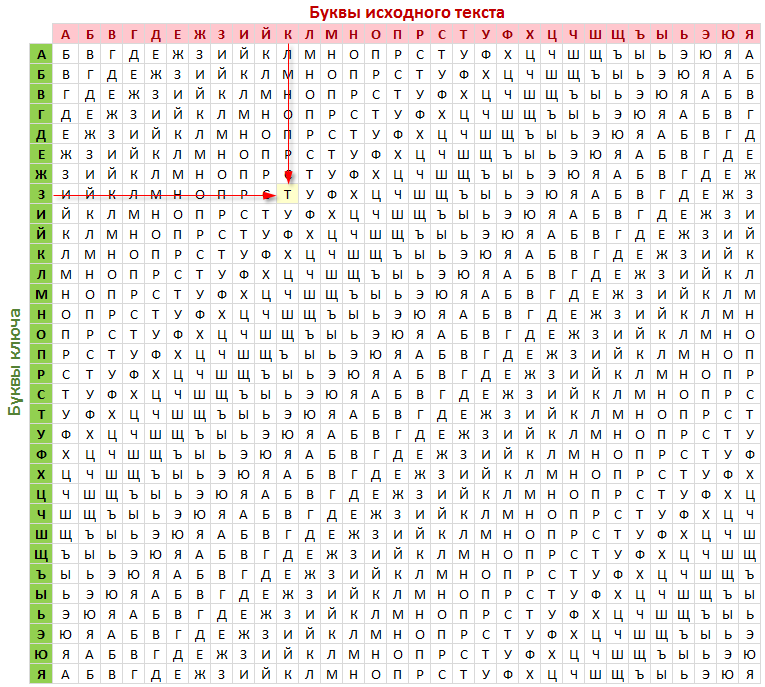 Буквы исходного текста
Буквы ключа
А Б В Г Д Е Ж З И Й К Л М Н О П Р С Т У Ф Х Ц Ч Ш Щ Ъ Ы Ь Э Ю Я
А Б В Г Д Е Ж З И Й К Л М Н О П Р С Т У Ф Х Ц Ч Ш Щ Ъ Ы Ь Э Ю Я А
Б В Г Д Е Ж З И Й К Л М Н О П Р С Т У Ф Х Ц Ч Ш Щ Ъ Ы Ь Э Ю Я А Б
В Г Д Е Ж З И Й К Л М Н О П Р С Т У Ф Х Ц Ч Ш Щ Ъ Ы Ь Э Ю Я А Б В
Г Д Е Ж З И Й К Л М Н О П Р С Т У Ф Х Ц Ч Ш Щ Ъ Ы Ь Э Ю Я А Б В Г
Д Е Ж З И Й К Л М Н О П Р С Т У Ф Х Ц Ч Ш Щ Ъ Ы Ь Э Ю Я А Б В Г Д
Е Ж З И Й К Л М Н О П Р С Т У Ф Х Ц Ч Ш Щ Ъ Ы Ь Э Ю Я А Б В Г Д Е
Ж З И Й К Л М Н О П Р С Т У Ф Х Ц Ч Ш Щ Ъ Ы Ь Э Ю Я А Б В Г Д Е Ж
З И Й К Л М Н О П Р С Т У Ф Х Ц Ч Ш Щ Ъ Ы Ь Э Ю Я А Б В Г Д Е Ж З
И Й К Л М Н О П Р С Т У Ф Х Ц Ч Ш Щ Ъ Ы Ь Э Ю Я А Б В Г Д Е Ж З И
Й К Л М Н О П Р С Т У Ф Х Ц Ч Ш Щ Ъ Ы Ь Э Ю Я А Б В Г Д Е Ж З И Й
К Л М Н О П Р С Т У Ф Х Ц Ч Ш Щ Ъ Ы Ь Э Ю Я А Б В Г Д Е Ж З И Й К
Л М Н О П Р С Т У Ф Х Ц Ч Ш Щ Ъ Ы Ь Э Ю Я А Б В Г Д Е Ж З И Й К Л
М Н О П Р С Т У Ф Х Ц Ч Ш Щ Ъ Ы Ь Э Ю Я А Б В Г Д Е Ж З И Й К Л М
Н О П Р С Т У Ф Х Ц Ч Ш Щ Ъ Ы Ь Э Ю Я А Б В Г Д Е Ж З И Й К Л М Н
О П Р С Т У Ф Х Ц Ч Ш Щ Ъ Ы Ь Э Ю Я А Б В Г Д Е Ж З И Й К Л М Н О
П Р С Т У Ф Х Ц Ч Ш Щ Ъ Ы Ь Э Ю Я А Б В Г Д Е Ж З И Й К Л М Н О П
Р С Т У Ф Х Ц Ч Ш Щ Ъ Ы Ь Э Ю Я А Б В Г Д Е Ж З И Й К Л М Н О П Р
С Т У Ф Х Ц Ч Ш Щ Ъ Ы Ь Э Ю Я А Б В Г Д Е Ж З И Й К Л М Н О П Р С
Т У Ф Х Ц Ч Ш Щ Ъ Ы Ь Э Ю Я А Б В Г Д Е Ж З И Й К Л М Н О П Р С Т
У Ф Х Ц Ч Ш Щ Ъ Ы Ь Э Ю Я А Б В Г Д Е Ж З И Й К Л М Н О П Р С Т У
Ф Х Ц Ч Ш Щ Ъ Ы Ь Э Ю Я А Б В Г Д Е Ж З И Й К Л М Н О П Р С Т У Ф
Х Ц Ч Ш Щ Ъ Ы Ь Э Ю Я А Б В Г Д Е Ж З И Й К Л М Н О П Р С Т У Ф Х
Ц Ч Ш Щ Ъ Ы Ь Э Ю Я А Б В Г Д Е Ж З И Й К Л М Н О П Р С Т У Ф Х Ц
Ч Ш Щ Ъ Ы Ь Э Ю Я А Б В Г Д Е Ж З И Й К Л М Н О П Р С Т У Ф Х Ц Ч
Ш Щ Ъ Ы Ь Э Ю Я А Б В Г Д Е Ж З И Й К Л М Н О П Р С Т У Ф Х Ц Ч Ш
Щ Ъ Ы Ь Э Ю Я А Б В Г Д Е Ж З И Й К Л М Н О П Р С Т У Ф Х Ц Ч Ш Щ
Ъ Ы Ь Э Ю Я А Б В Г Д Е Ж З И Й К Л М Н О П Р С Т У Ф Х Ц Ч Ш Щ Ъ
Ы Ь Э Ю Я А Б В Г Д Е Ж З И Й К Л М Н О П Р С Т У Ф Х Ц Ч Ш Щ Ъ Ы
Ь Э Ю Я А Б В Г Д Е Ж З И Й К Л М Н О П Р С Т У Ф Х Ц Ч Ш Щ Ъ Ы Ь
Э Ю Я А Б В Г Д Е Ж З И Й К Л М Н О П Р С Т У Ф Х Ц Ч Ш Щ Ъ Ы Ь Э
Ю Я А Б В Г Д Е Ж З И Й К Л М Н О П Р С Т У Ф Х Ц Ч Ш Щ Ъ Ы Ь Э Ю
Я А Б В Г Д Е Ж З И Й К Л М Н О П Р С Т У Ф Х Ц Ч Ш Щ Ъ Ы Ь Э Ю Я